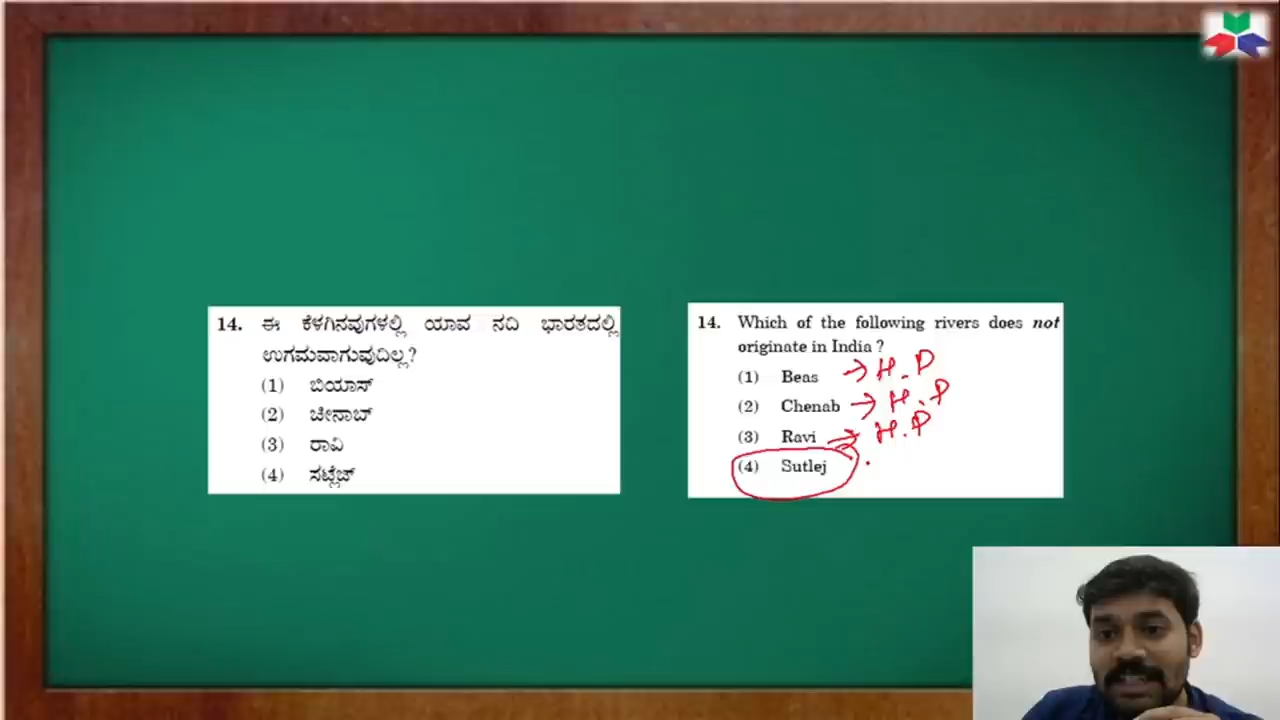 14. ಈ ಕೆಳಗಿನವುಗಳಲ್ಲಿ ಯಾವ ನದಿ ಭಾರತದಲ್ಲಿ
ಉಗಮವಾಗುವುದಿಲ್ಲ?
(1) ಬಿಯಾಸ್
(2) ಚೀನಾಬ್
(3) ರಾವಿ
(4) ಸಟ್ಲೆಜ್
14. Which of the following rivers does not
originate in India ?
(1) Beas → H.P
(2) Chenab → H.P
(3) Ravi → H.P
(4) Sutlej